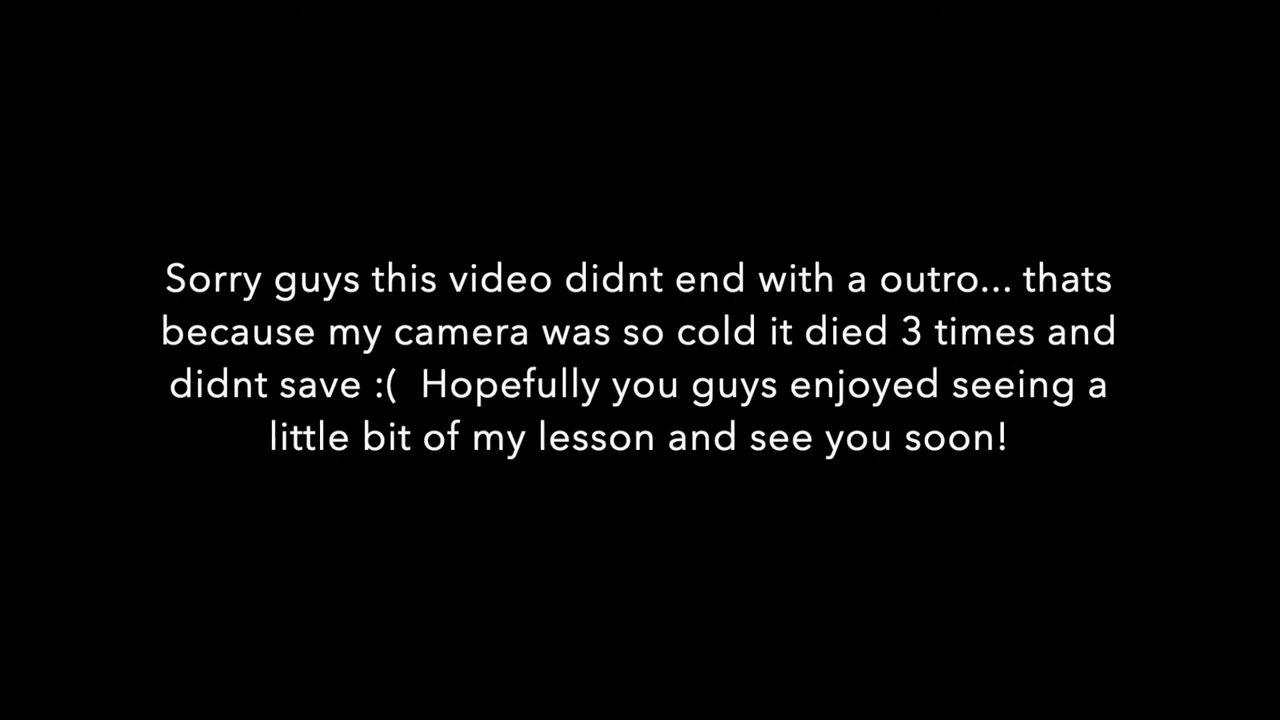 Sorry guys this video didnt end with a outro... thats
because my camera was so cold it died 3 times and
didnt save :(  Hopefully you guys enjoyed seeing a
little bit of my lesson and see you soon!